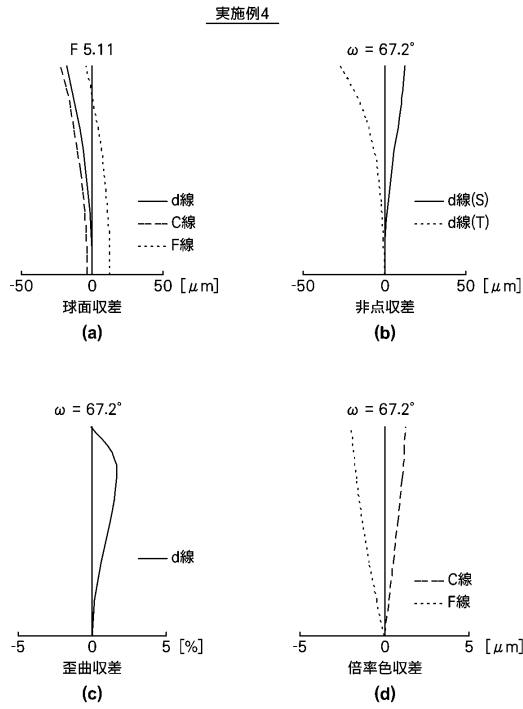 実施例4
F 5.11
d線
C線
F線
-50 0 50 [μm]
球面収差
(a)
ω = 67.2°
d線(S)
d線(T)
-50 0 50 [μm]
非点収差
(b)
ω = 67.2°
d線
-5 0 5 [%]
歪曲収差
(c)
ω = 67.2°
C線
F線
-5 0 5 [μm]
倍率色収差
(d)